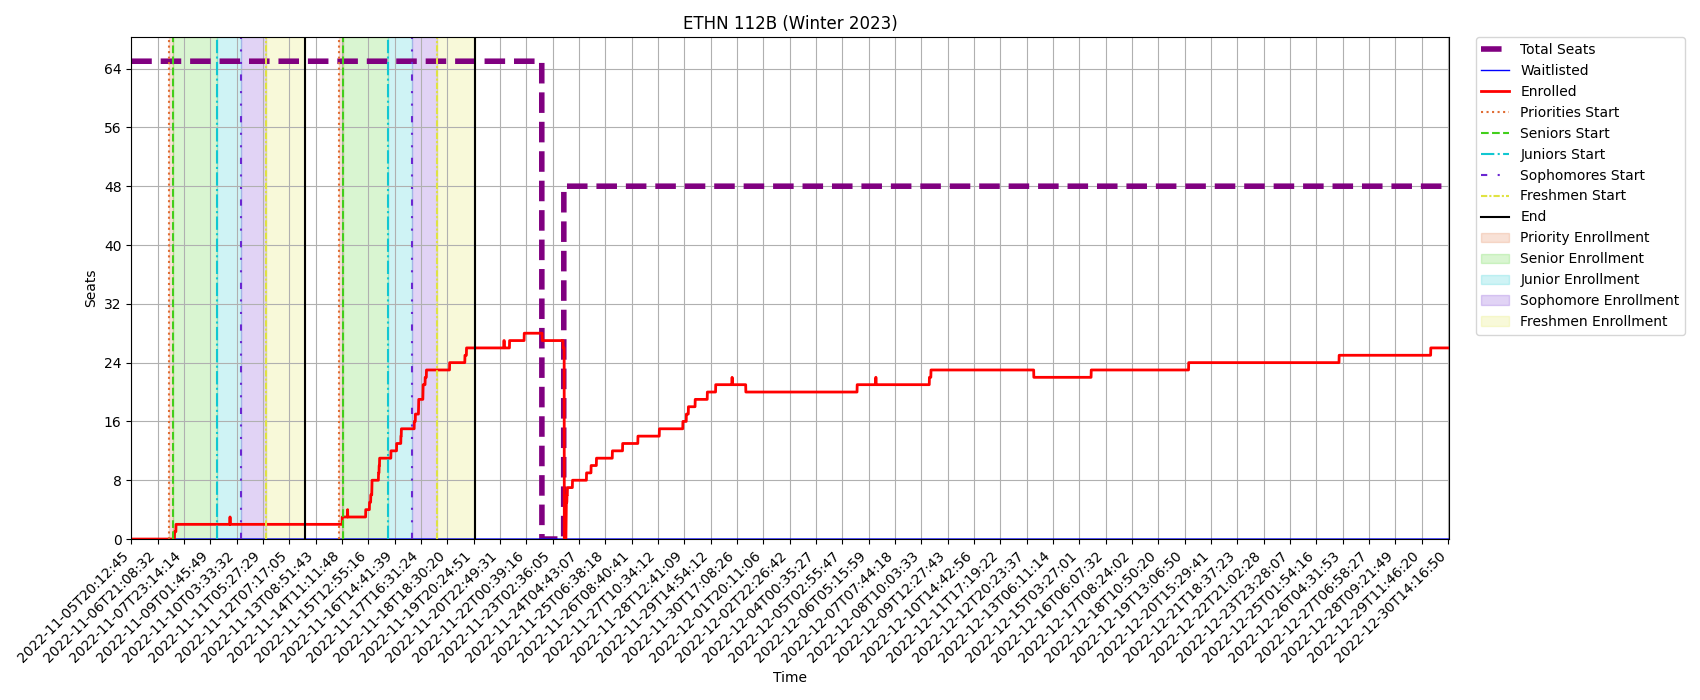 ETHN 112B (Winter 2023)
Seats
64
56
48
40
32
24
16
8
0
2022-11-05T20:12:45
2022-11-06T21:08:32
2022-11-07T23:14:14
2022-11-09T01:45:49
2022-11-10T03:33:32
2022-11-11T05:27:29
2022-11-12T07:17:05
2022-11-13T08:51:43
2022-11-14T11:11:48
2022-11-15T12:55:16
2022-11-16T14:41:39
2022-11-17T16:31:24
2022-11-18T18:30:20
2022-11-19T20:24:51
2022-11-20T22:49:31
2022-11-22T00:39:16
2022-11-23T02:36:05
2022-11-24T04:43:07
2022-11-25T06:38:18
2022-11-26T08:40:41
2022-11-27T10:34:12
2022-11-28T12:41:09
2022-11-29T14:54:12
2022-11-30T17:08:26
2022-12-01T20:11:06
2022-12-02T22:26:42
2022-12-04T00:35:27
2022-12-05T02:55:47
2022-12-06T05:15:59
2022-12-07T07:44:18
2022-12-08T10:03:33
2022-12-09T12:27:43
2022-12-10T14:42:56
2022-12-11T17:19:22
2022-12-12T20:23:37
2022-12-13T06:11:14
2022-12-15T03:27:01
2022-12-16T06:07:32
2022-12-17T08:24:02
2022-12-18T10:50:20
2022-12-19T13:06:50
2022-12-20T15:29:41
2022-12-21T18:37:23
2022-12-22T21:02:28
2022-12-23T23:28:07
2022-12-25T01:54:16
2022-12-26T04:31:53
2022-12-27T06:58:27
2022-12-28T09:21:49
2022-12-29T11:46:20
2022-12-30T14:16:50
Time
Total Seats
Waitlisted
Enrolled
Priorities Start
Seniors Start
Juniors Start
Sophomores Start
Freshmen Start
End
Priority Enrollment
Senior Enrollment
Junior Enrollment
Sophomore Enrollment
Freshmen Enrollment